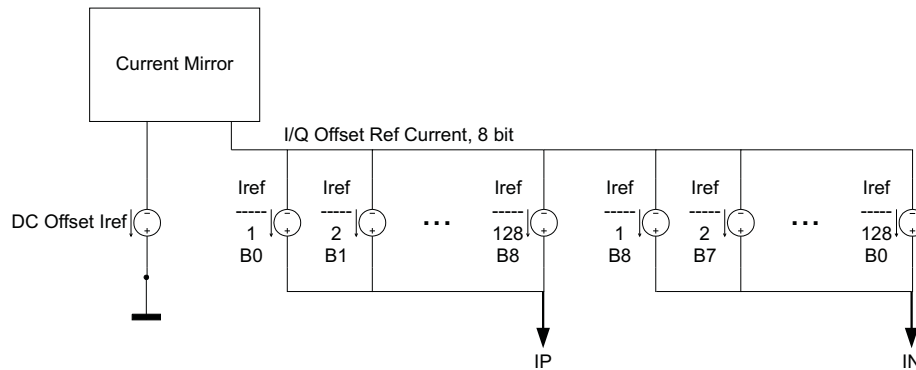 Current Mirror
I/Q Offset Ref Current, 8 bit
DC Offset Iref
Iref
-----
1
B0
Iref
-----
2
B1
...
Iref
-----
128
B8
Iref
-----
1
B8
Iref
-----
2
B7
...
Iref
-----
128
B0
IP
IN